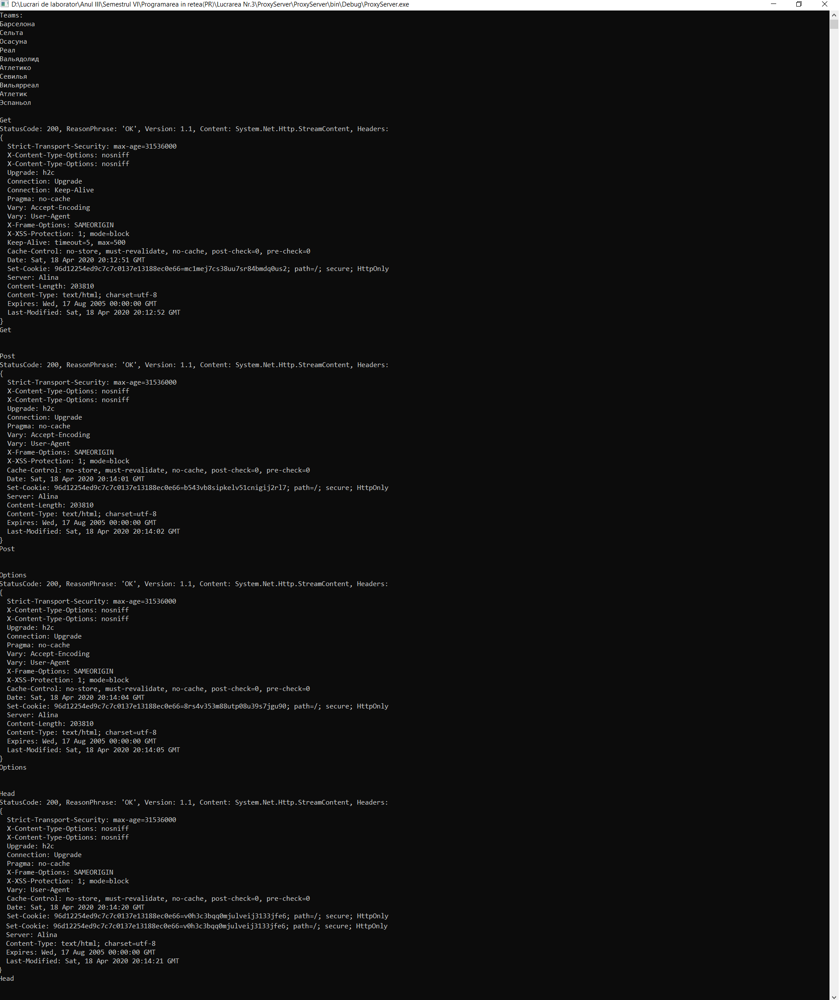 D:\Lucrari de laborator\Anul III\Semestrul VI\Programarea in retea(PR)\Lucrarea Nr.3\ProxyServer\ProxyServer\bin\Debug\ProxyServer.exe
Teams:
Барселона
Сельта
Осасуна
Реал
Вальядолид
Атлетико
Севилья
Вильярреал
Атлетик
Эспаньол
Get
StatusCode: 200, ReasonPhrase: 'OK', Version: 1.1, Content: System.Net.Http.StreamContent, Headers:
{
Strict-Transport-Security: max-age=31536000
X-Content-Type-Options: nosniff
X-Content-Type-Options: nosniff
Upgrade: h2c
Connection: Upgrade
Connection: Keep-Alive
Pragma: no-cache
Vary: Accept-Encoding
Vary: User-Agent
X-Frame-Options: SAMEORIGIN
X-XSS-Protection: 1; mode=block
Keep-Alive: timeout=5, max=500
Cache-Control: no-store, must-revalidate, no-cache, post-check=0, pre-check=0
Date: Sat, 18 Apr 2020 20:12:51 GMT
Set-Cookie: 96d12254ed9c7c7c0137e13188ec0e66=mc1mej7cs38uu7sr84bmdq0us2; path=/; secure; HttpOnly
Server: Alina
Content-Length: 203810
Content-Type: text/html; charset=utf-8
Expires: Wed, 17 Aug 2005 00:00:00 GMT
Last-Modified: Sat, 18 Apr 2020 20:12:52 GMT
}
Get
Post
StatusCode: 200, ReasonPhrase: 'OK', Version: 1.1, Content: System.Net.Http.StreamContent, Headers:
{
Strict-Transport-Security: max-age=31536000
X-Content-Type-Options: nosniff
X-Content-Type-Options: nosniff
Upgrade: h2c
Connection: Upgrade
Pragma: no-cache
Vary: Accept-Encoding
Vary: User-Agent
X-Frame-Options: SAMEORIGIN
X-XSS-Protection: 1; mode=block
Cache-Control: no-store, must-revalidate, no-cache, post-check=0, pre-check=0
Date: Sat, 18 Apr 2020 20:14:01 GMT
Set-Cookie: 96d12254ed9c7c7c0137e13188ec0e66=b543vb8sipkelv51cnigij2rl7; path=/; secure; HttpOnly
Server: Alina
Content-Length: 203810
Content-Type: text/html; charset=utf-8
Expires: Wed, 17 Aug 2005 00:00:00 GMT
Last-Modified: Sat, 18 Apr 2020 20:14:02 GMT
}
Post
Options
StatusCode: 200, ReasonPhrase: 'OK', Version: 1.1, Content: System.Net.Http.StreamContent, Headers:
{
Strict-Transport-Security: max-age=31536000
X-Content-Type-Options: nosniff
X-Content-Type-Options: nosniff
Upgrade: h2c
Connection: Upgrade
Pragma: no-cache
Vary: Accept-Encoding
Vary: User-Agent
X-Frame-Options: SAMEORIGIN
X-XSS-Protection: 1; mode=block
Cache-Control: no-store, must-revalidate, no-cache, post-check=0, pre-check=0
Date: Sat, 18 Apr 2020 20:14:04 GMT
Set-Cookie: 96d12254ed9c7c7c0137e13188ec0e66=8rs4v353m88utp08u39s7jgu90; path=/; secure; HttpOnly
Server: Alina
Content-Length: 203810
Content-Type: text/html; charset=utf-8
Expires: Wed, 17 Aug 2005 00:00:00 GMT
Last-Modified: Sat, 18 Apr 2020 20:14:05 GMT
}
Options
Head
StatusCode: 200, ReasonPhrase: 'OK', Version: 1.1, Content: System.Net.Http.StreamContent, Headers:
{
Strict-Transport-Security: max-age=31536000
X-Content-Type-Options: nosniff
X-Content-Type-Options: nosniff
Upgrade: h2c
Connection: Upgrade
Pragma: no-cache
X-Frame-Options: SAMEORIGIN
X-XSS-Protection: 1; mode=block
Vary: User-Agent
Cache-Control: no-store, must-revalidate, no-cache, post-check=0, pre-check=0
Date: Sat, 18 Apr 2020 20:14:20 GMT
Set-Cookie: 96d12254ed9c7c7c0137e13188ec0e66=v0h3c3bqq0mjulveij3133jfe6; path=/; secure; HttpOnly
Set-Cookie: 96d12254ed9c7c7c0137e13188ec0e66=v0h3c3bqq0mjulveij3133jfe6; path=/; secure; HttpOnly
Server: Alina
Content-Type: text/html; charset=utf-8
Expires: Wed, 17 Aug 2005 00:00:00 GMT
Last-Modified: Sat, 18 Apr 2020 20:14:21 GMT
}
Head